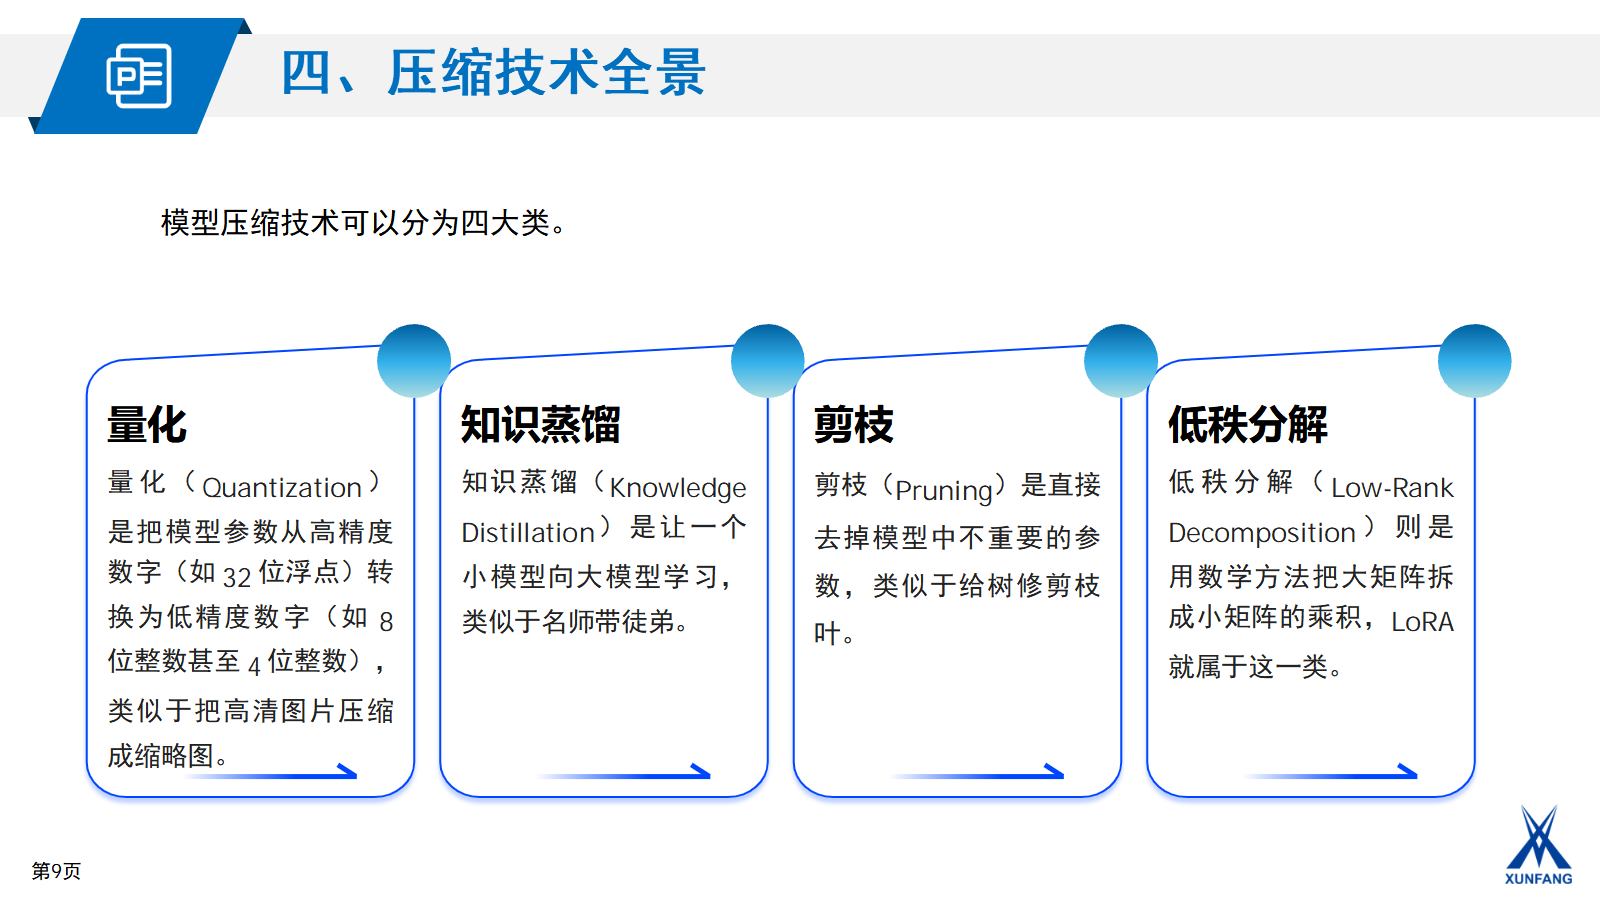 四、压缩技术全景
模型压缩技术可以分为四大类。
量化
量化（Quantization）
是把模型参数从高精度
数字（如 32 位浮点）转
换为低精度数字（如 8
位整数甚至 4 位整数），
类似于把高清图片压缩
成缩略图。
知识蒸馏
知识蒸馏（Knowledge
Distillation）是让一个
小模型向大模型学习，
类似于名师带徒弟。
剪枝
剪枝（Pruning）是直接
去掉模型中不重要的参
数，类似于给树修剪枝
叶。
低秩分解
低秩分解（Low-Rank
Decomposition）则是
用数学方法把大矩阵拆
成小矩阵的乘积，LoRA
就属于这一类。
第9页
XUNFANG